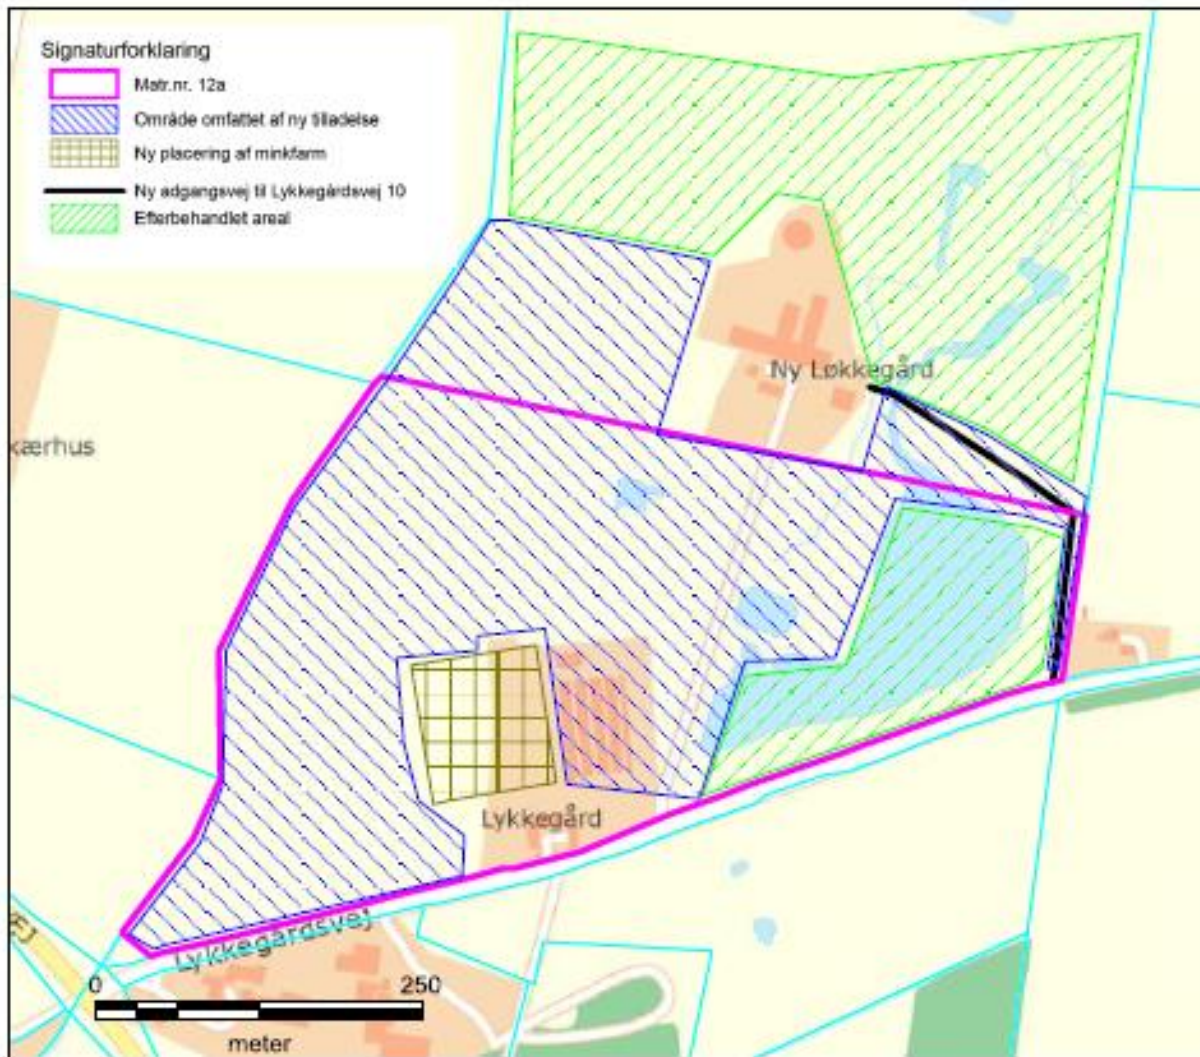 Signaturforklaring
Matr.nr. 12a
Område omfattet af ny tilladelse
Ny placering af minkfarm
Ny adgangsvej til Lykkegårdsvej 10
Efterbehandlet areal
Ny Løkkegård
kærhus
Lykkegård
Lykkegårdsvej
0 250
meter